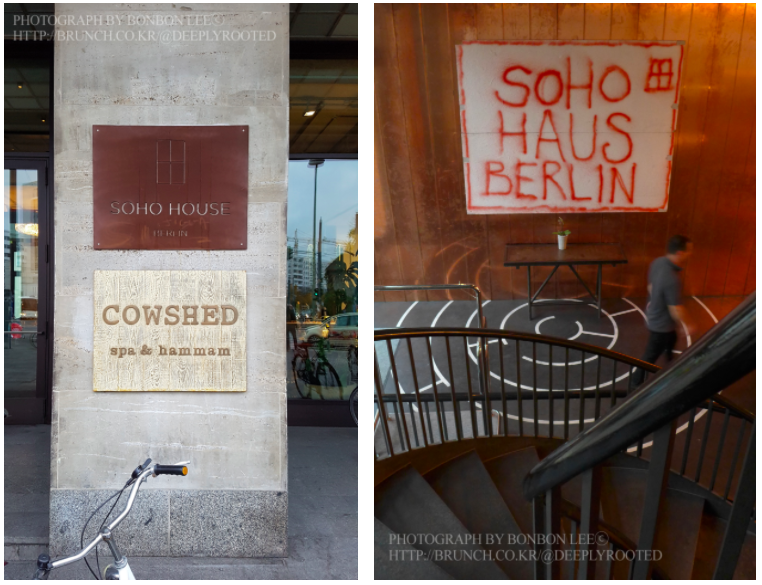 PHOTOGRAPH BY BONBON LEE©
HTTP://BRUNCH.CO.KR/@DEEPLYROOTED
SOHO HOUSE
BERLIN
COWSHED
spa & hammam
SOHO
HAUS
BERLIN
PHOTOGRAPH BY BONBON LEE©
HTTP://BRUNCH.CO.KR/@DEEPLYROOTED